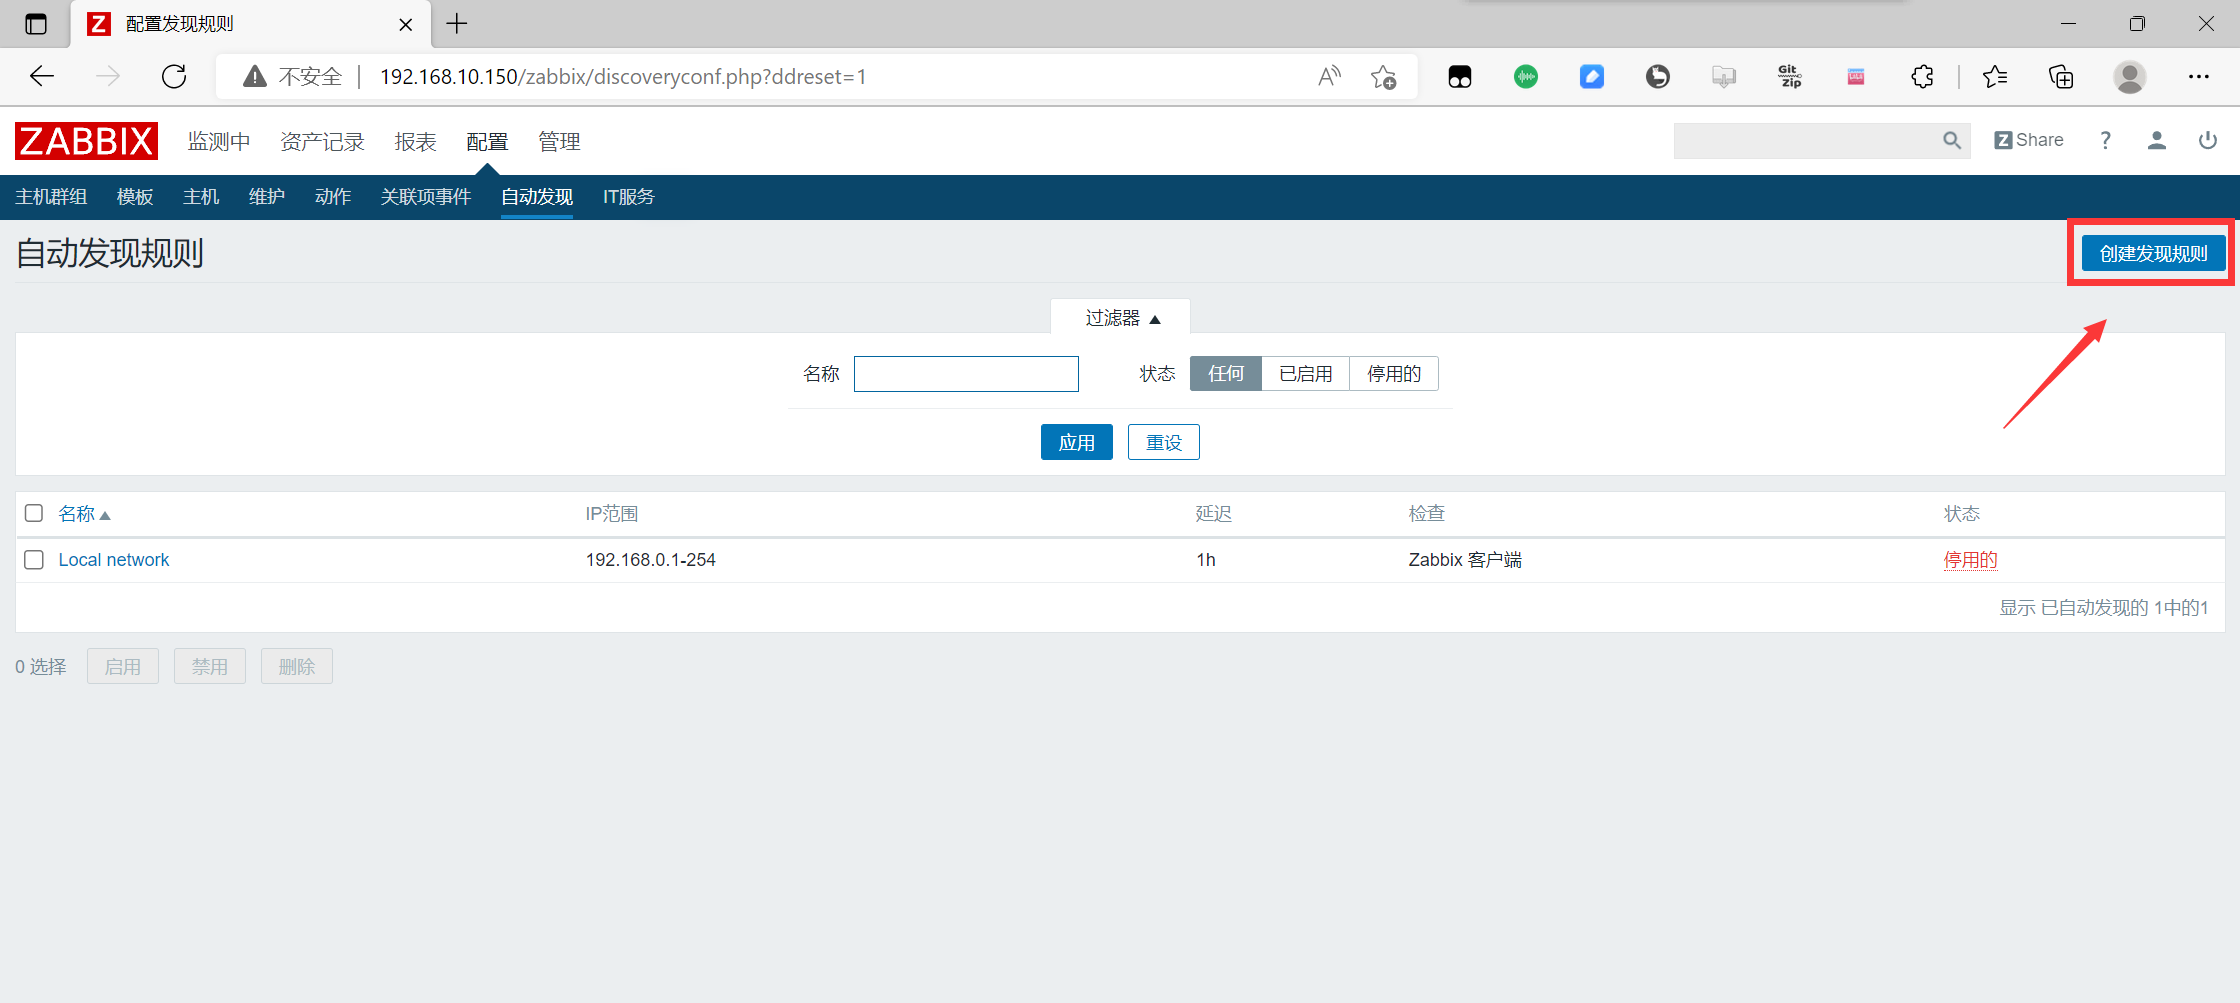 配置发现规则
不安全 192.168.10.150/zabbix/discoveryconf.php?ddreset=1
Git Zip
ZABBIX 监测中 资产记录 报表 配置 管理 Z Share ?
主机群组 模板 主机 维护 动作 关联项事件 自动发现 IT服务
自动发现规则 创建发现规则
过滤器 ▲
名称 状态 任何 已启用 停用的
应用 重设
名称 ▲ IP范围 延迟 检查 状态
Local network 192.168.0.1-254 1h Zabbix 客户端 停用的
显示 已自动发现的 1中的1
0 选择 启用 禁用 删除